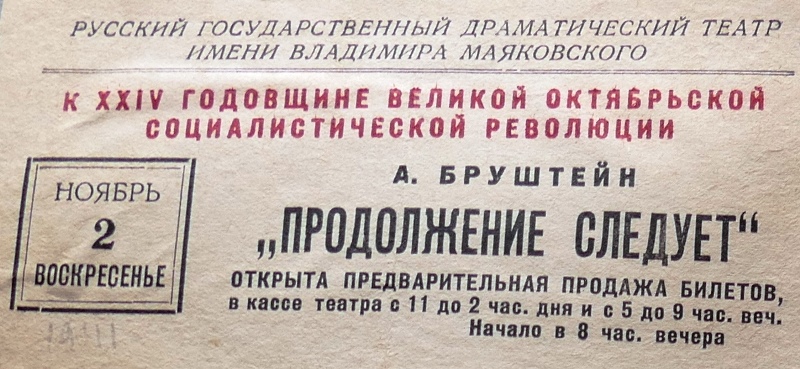 РУССКИЙ ГОСУДАРСТВЕННЫЙ ДРАМАТИЧЕСКИЙ ТЕАТР
ИМЕНИ ВЛАДИМИРА МАЯКОВСКОГО
К XXIV ГОДОВЩИНЕ ВЕЛИКОЙ ОКТЯБРЬСКОЙ
СОЦИАЛИСТИЧЕСКОЙ РЕВОЛЮЦИИ
НОЯБРЬ
2
ВОСКРЕСЕНЬЕ
А. БРУШТЕЙН
„ПРОДОЛЖЕНИЕ СЛЕДУЕТ“
ОТКРЫТА ПРЕДВАРИТЕЛЬНАЯ ПРОДАЖА БИЛЕТОВ,
в кассе театра с 11 до 2 час. дня и с 5 до 9 час. веч.
Начало в 8 час. вечера